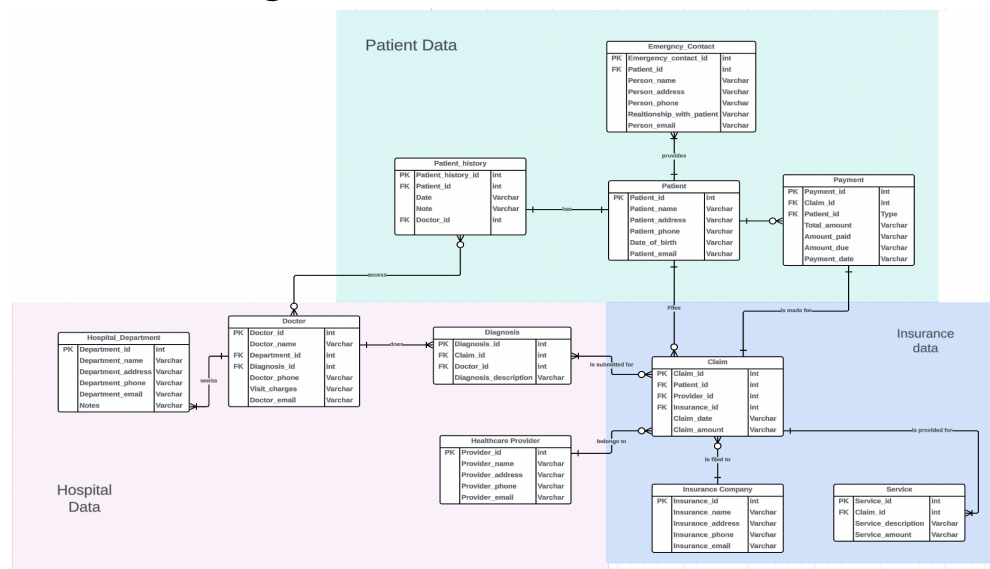 Patient Data
Emergncy_Contact
PK Emergency_contact_id int
FK Patient_id int
Person_name Varchar
Person_address Varchar
Person_phone Varchar
Realtionship_with_patient Varchar
Person_email Varchar
provides
Patient_history
PK Patient_history_id int
FK Patient_id int
Date Varchar
Note Varchar
FK Doctor_id int
has
Patient
PK Patient_id int
Patient_name Varchar
Patient_address Varchar
Patient_phone Varchar
Date_of_birth Varchar
Patient_email Varchar
Payment
PK Payment_id int
FK Claim_id int
FK Patient_id Type
Total_amount Varchar
Amount_paid Varchar
Amount_due Varchar
Payment_date Varchar
access
Files
is made for
Hospital_Department
PK Department_id int
Department_name Varchar
Department_address Varchar
Department_phone Varchar
Department_email Varchar
Notes Varchar
works
Doctor
PK Doctor_id int
Doctor_name Varchar
FK Department_id int
FK Diagnosis_id int
Doctor_phone Varchar
Visit_charges Varchar
Doctor_email Varchar
does
Diagnosis
PK Diagnosis_id int
FK Claim_id int
FK Doctor_id int
Diagnosis_description Varchar
is submitted for
Insurance
data
Claim
PK Claim_id int
FK Patient_id int
FK Provider_id int
FK Insurance_id int
Claim_date Varchar
Claim_amount Varchar
is provided for
belongs to
is filed to
Healthcare Provider
PK Provider_id int
Provider_name Varchar
Provider_address Varchar
Provider_phone Varchar
Provider_email Varchar
Hospital
Data
Insurance Company
PK Insurance_id int
Insurance_name Varchar
Insurance_address Varchar
Insurance_phone Varchar
Insurance_email Varchar
Service
PK Service_id int
FK Claim_id int
Service_description Varchar
Service_amount Varchar